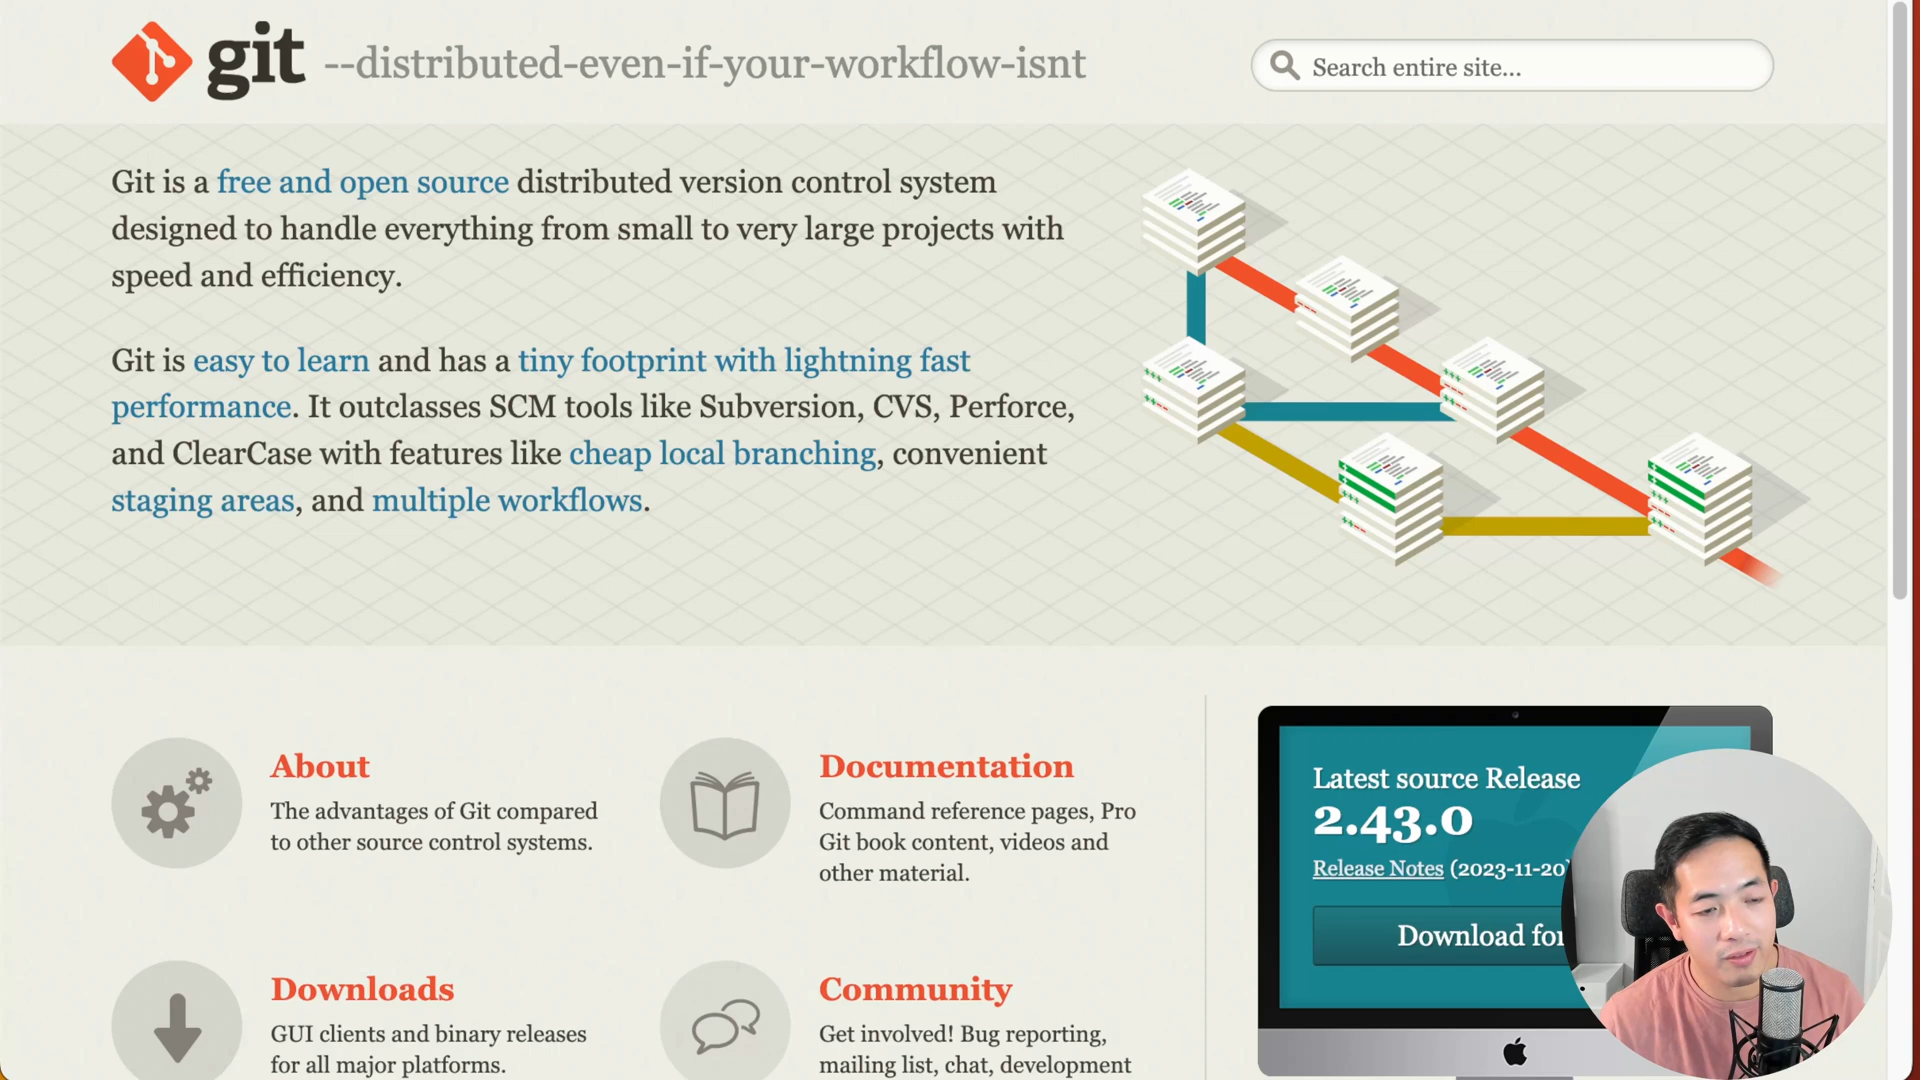 git --distributed-even-if-your-workflow-isnt
Search entire site...
Git is a free and open source distributed version control system
designed to handle everything from small to very large projects with
speed and efficiency.
Git is easy to learn and has a tiny footprint with lightning fast
performance. It outclasses SCM tools like Subversion, CVS, Perforce,
and ClearCase with features like cheap local branching, convenient
staging areas, and multiple workflows.
About
The advantages of Git compared
to other source control systems.
Documentation
Command reference pages, Pro
Git book content, videos and
other material.
Downloads
GUI clients and binary releases
for all major platforms.
Community
Get involved! Bug reporting,
mailing list, chat, development
Latest source Release
2.43.0
Release Notes (2023-11-20)
Download for